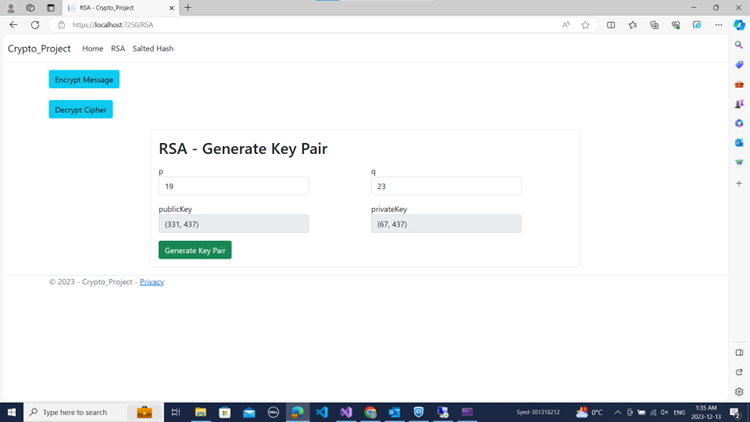 RSA - Crypto_Project
https://localhost:7250/RSA
Crypto_Project Home RSA Salted Hash
Encrypt Message
Decrypt Cipher
RSA - Generate Key Pair
p q
19 23
publicKey privateKey
(331, 437) (67, 437)
Generate Key Pair
© 2023 - Crypto_Project - Privacy
Type here to search
DELL
Syed-301318212
0°C
ENG
1:35 AM
2023-12-13
2